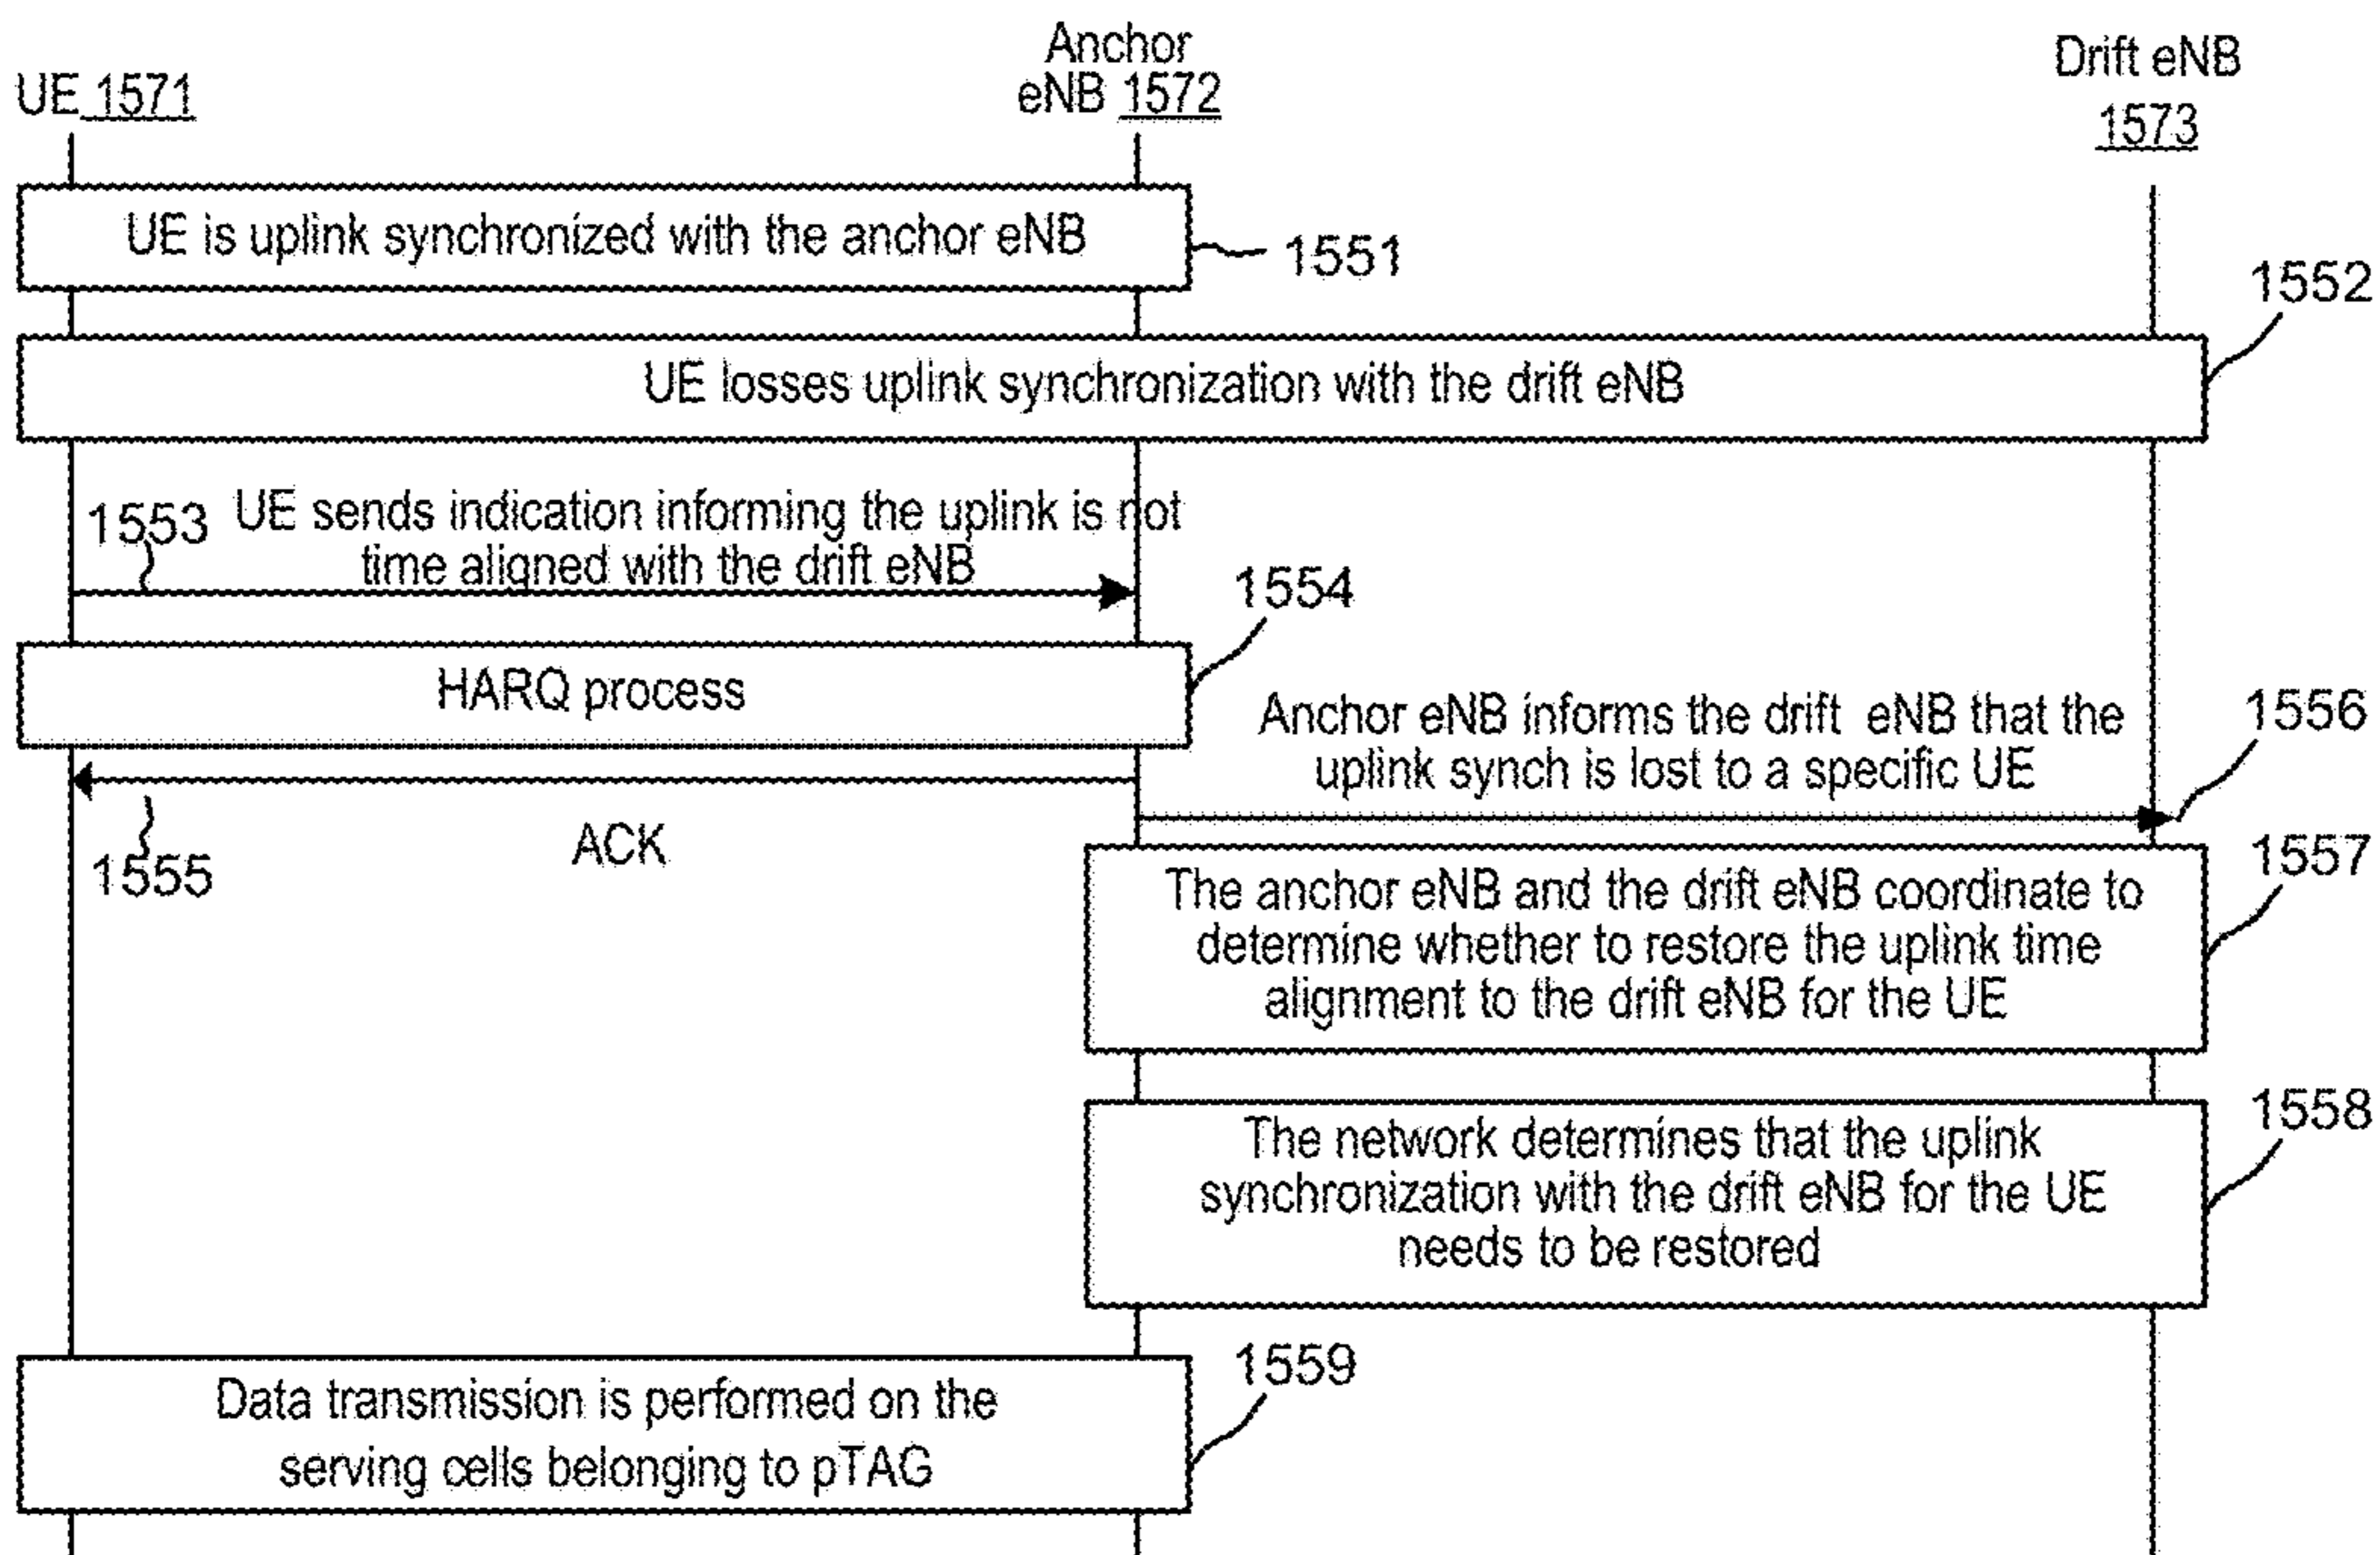 UE 1571
Anchor
eNB 1572
Drift eNB
1573
UE is uplink synchronized with the anchor eNB
1551
1552
UE losses uplink synchronization with the drift eNB
1553
UE sends indication informing the uplink is not
time aligned with the drift eNB
1554
HARQ process
Anchor eNB informs the drift eNB that the
uplink synch is lost to a specific UE
1556
ACK
1555
1557
The anchor eNB and the drift eNB coordinate to
determine whether to restore the uplink time
alignment to the drift eNB for the UE
1558
The network determines that the uplink
synchronization with the drift eNB for the UE
needs to be restored
1559
Data transmission is performed on the
serving cells belonging to pTAG